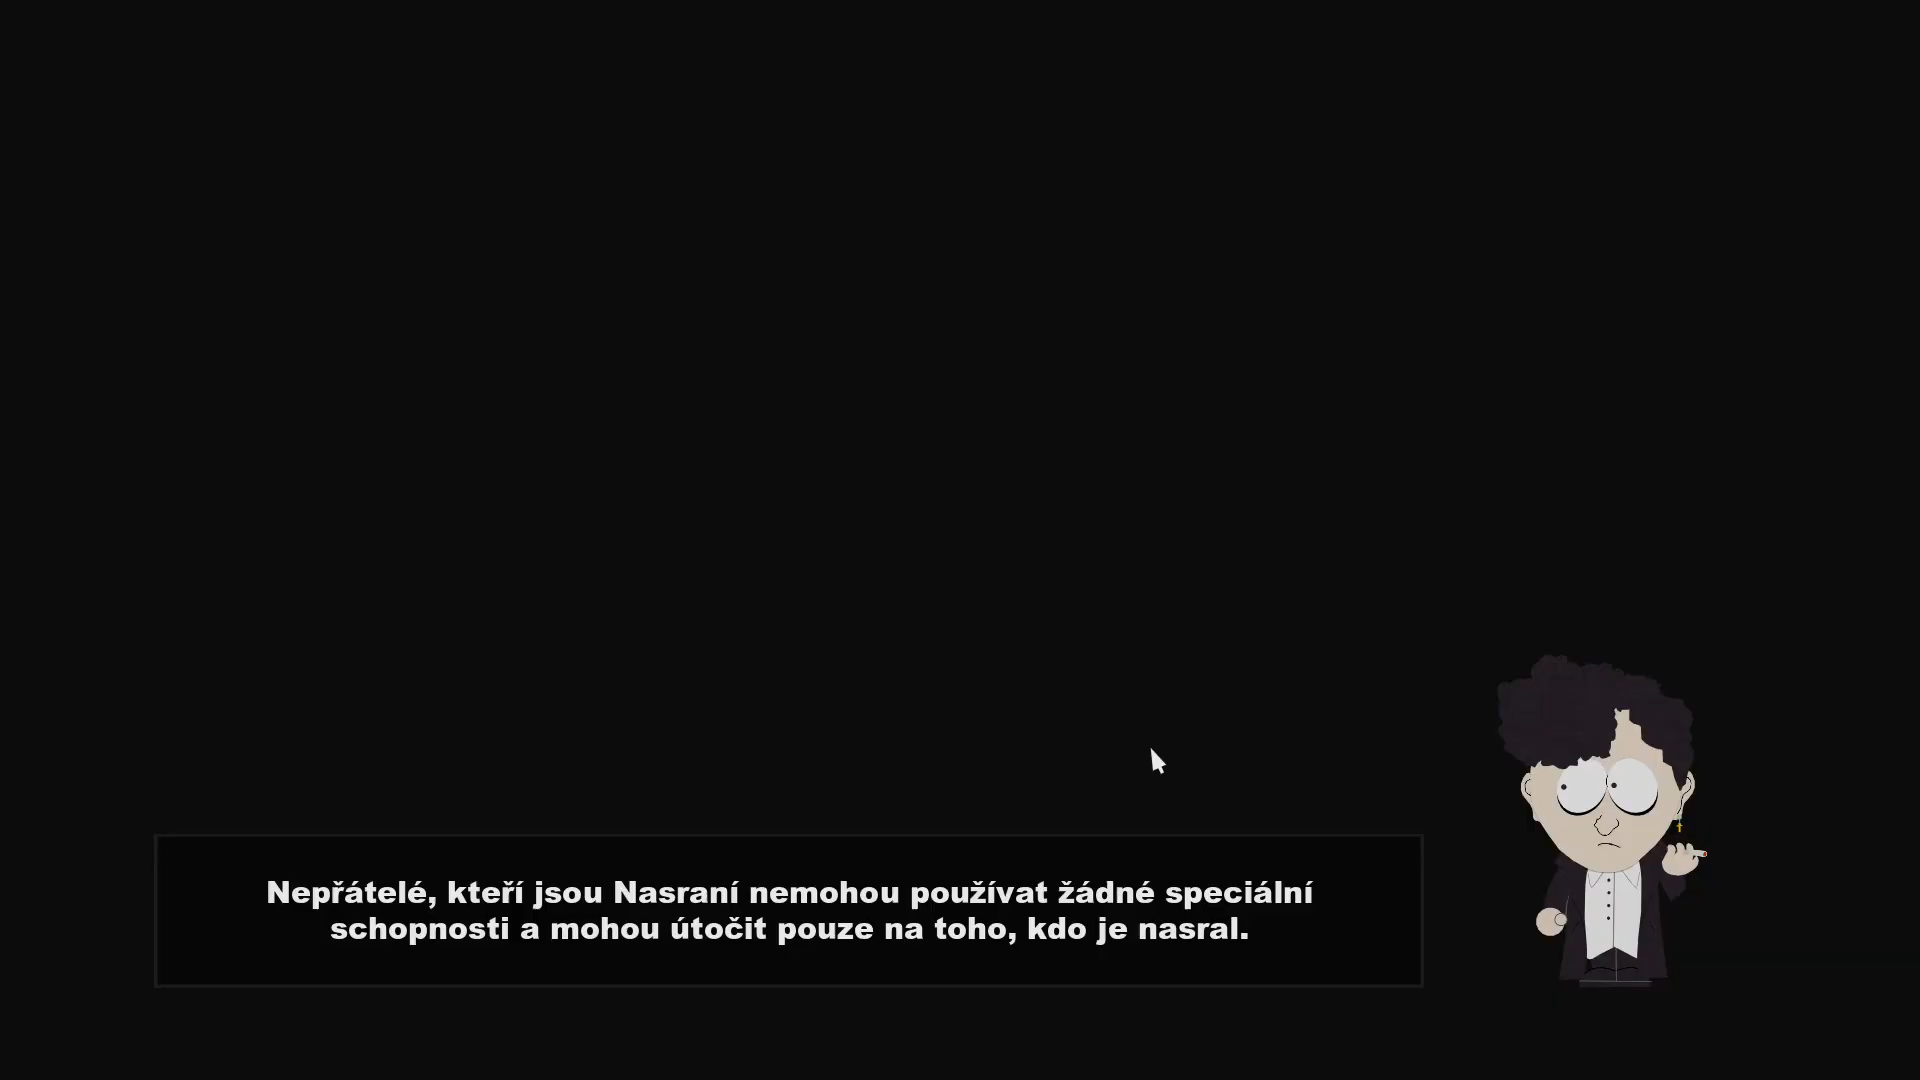 Nepřátelé, kteří jsou Nasraní nemohou používat žádné speciální
schopnosti a mohou útočit pouze na toho, kdo je nasral.